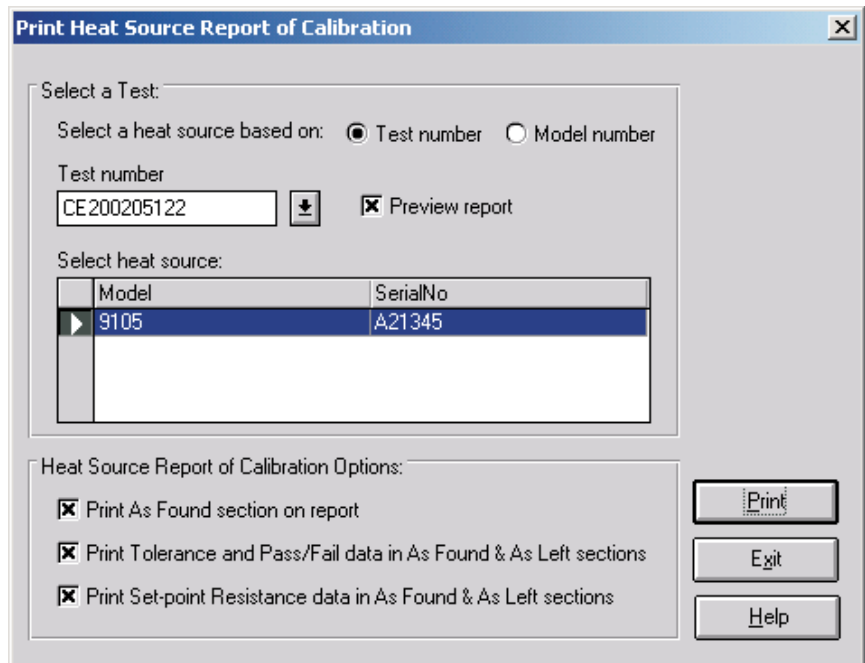 Print Heat Source Report of Calibration
Select a Test:
Select a heat source based on: Test number Model number
Test number
CE200205122 Preview report
Select heat source:
Model SerialNo
9105 A21345
Heat Source Report of Calibration Options:
Print As Found section on report
Print Tolerance and Pass/Fail data in As Found & As Left sections
Print Set-point Resistance data in As Found & As Left sections
Print
Exit
Help